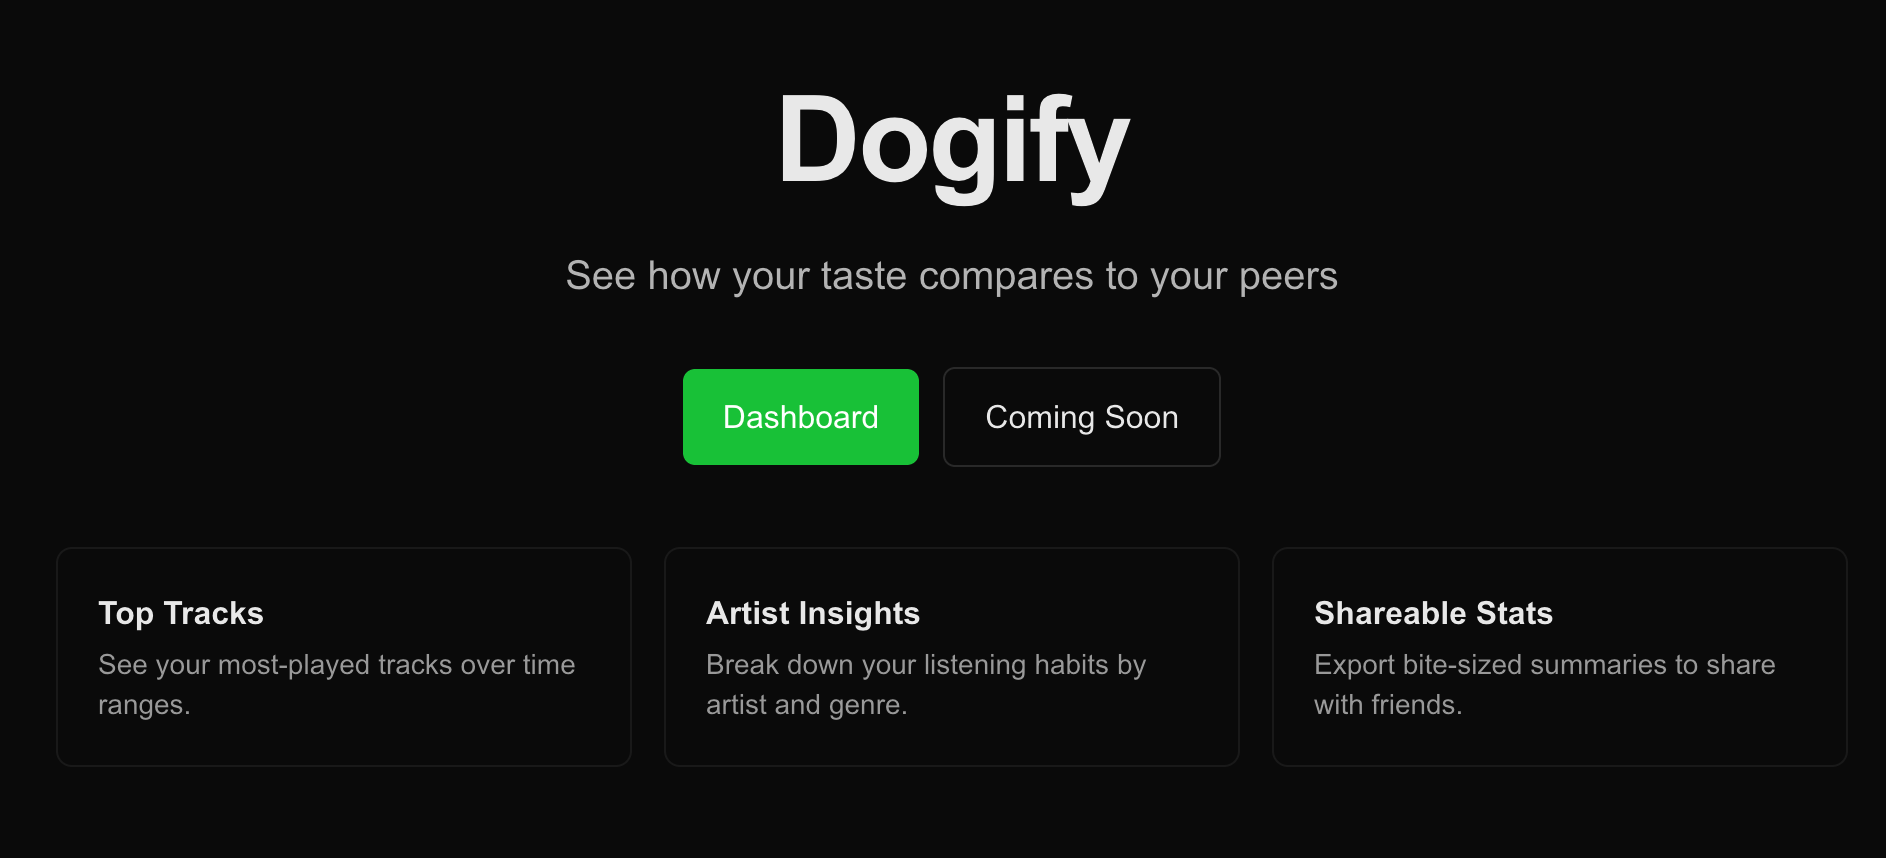 Dogify
See how your taste compares to your peers
Dashboard
Coming Soon
Top Tracks
See your most-played tracks over time
ranges.
Artist Insights
Break down your listening habits by
artist and genre.
Shareable Stats
Export bite-sized summaries to share
with friends.